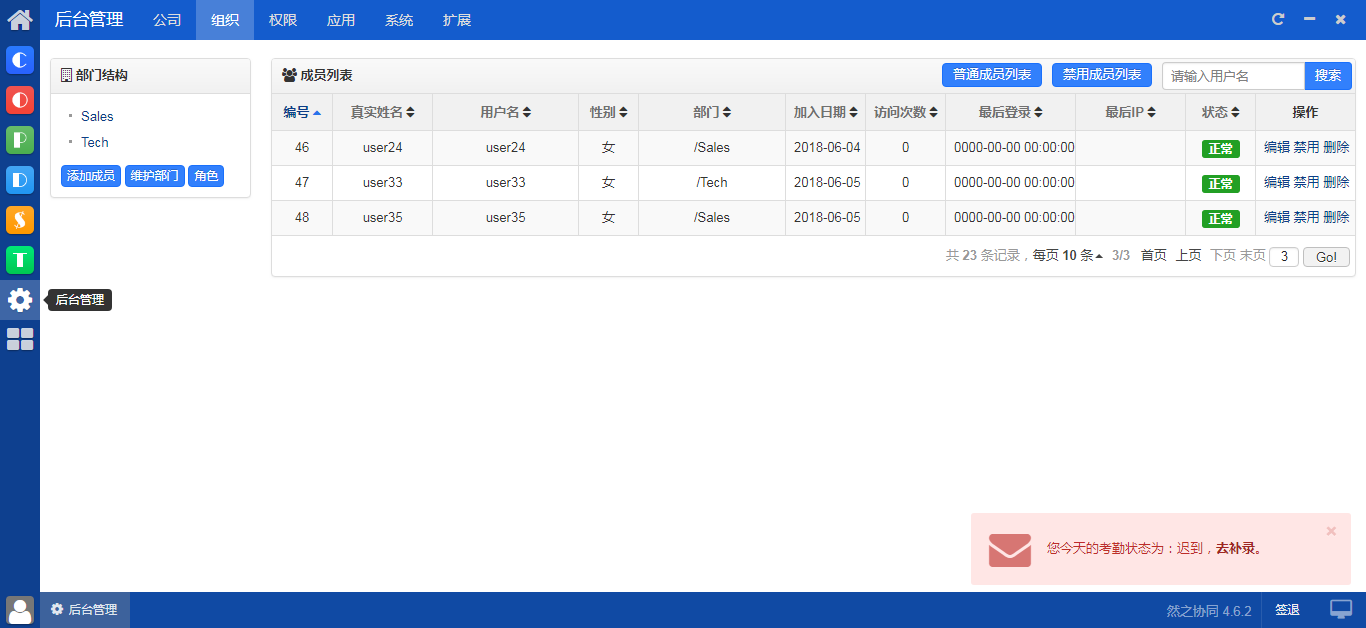 后台管理 公司 组织 权限 应用 系统 扩展
部门结构
Sales
Tech
添加成员 维护部门 角色
成员列表 普通成员列表 禁用成员列表 请输入用户名 搜索
编号 真实姓名 用户名 性别 部门 加入日期 访问次数 最后登录 最后IP 状态 操作
46 user24 user24 女 /Sales 2018-06-04 0 0000-00-00 00:00:00 正常 编辑 禁用 删除
47 user33 user33 女 /Tech 2018-06-05 0 0000-00-00 00:00:00 正常 编辑 禁用 删除
48 user35 user35 女 /Sales 2018-06-05 0 0000-00-00 00:00:00 正常 编辑 禁用 删除
共 23 条记录，每页 10 条 3/3 首页 上页 下页 末页 3 Go!
后台管理
您今天的考勤状态为：迟到，去补录。
后台管理 然之协同 4.6.2 签退